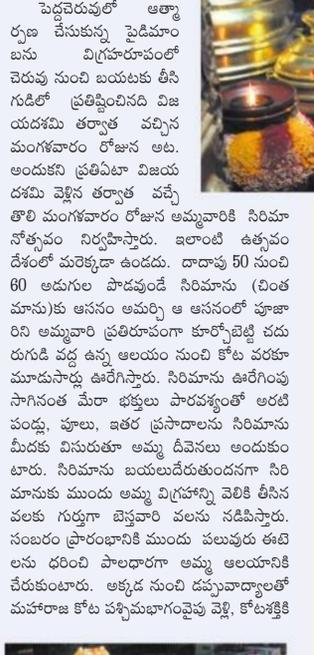 పెద్దచెరువులో ఆత్మా
ర్పణ చేసుకున్న పైడిమాం
బను విగ్రహరూపంలో
చెరువు నుంచి బయటకు తీసి
గుడిలో ప్రతిష్టించినది విజ
యదశమి తర్వాత వచ్చిన
మంగళవారం రోజున అట.
అందుకని ప్రతిఏటా విజయ
దశమి వెళ్లిన తర్వాత వచ్చే
తొలి మంగళవారం రోజున అమ్మవారికి సిరిమా
నోత్సవం నిర్వహిస్తారు. ఇలాంటి ఉత్సవం
దేశంలో మరెక్కడా ఉండదు. దాదాపు 50 నుంచి
60 అడుగుల పొడవుండే సిరిమాను (చింత
మాను)కు ఆసనం అమర్చి ఆ ఆసనంలో పూజా
రిని అమ్మవారి ప్రతిరూపంగా కూర్చోబెట్టి చదు
రుగుడి వద్ద ఉన్న ఆలయం నుంచి కోట వరకూ
మూడుసార్లు ఊరేగిస్తారు. సిరిమాను ఊరేగింపు
సాగినంత మేరా భక్తులు పారవశ్యంతో అరటి
పండ్లు, పూలు, ఇతర ప్రసాదాలను సిరిమాను
మీదకు విసురుతూ అమ్మ దీవెనలు అందుకుం
టారు. సిరిమాను బయలుదేరుతుందనగా సిరి
మానుకు ముందు అమ్మ విగ్రహాన్ని వెలికి తీసిన
వలకు గుర్తుగా బెస్తవారి వలను నడిపిస్తారు.
సంబరం ప్రారంభానికి ముందు పలువురు ఈటె
లను ధరించి పాలధారగా అమ్మ ఆలయానికి
చేరుకుంటారు. అక్కడ నుంచి డప్పువాద్యాలతో
మహారాజ కోట పశ్చిమభాగంవైపు వెళ్లి, కోటశక్తికి